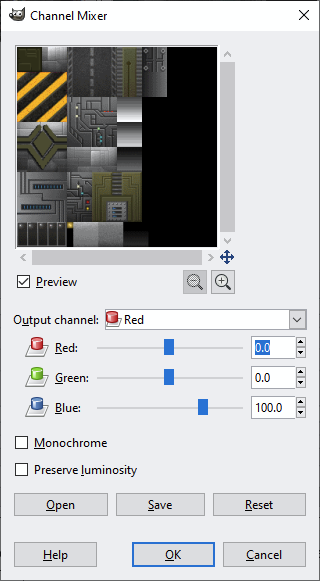 Channel Mixer
Preview
Output channel: Red
Red: 0.0
Green: 0.0
Blue: 100.0
Monochrome
Preserve luminosity
Open Save Reset
Help OK Cancel